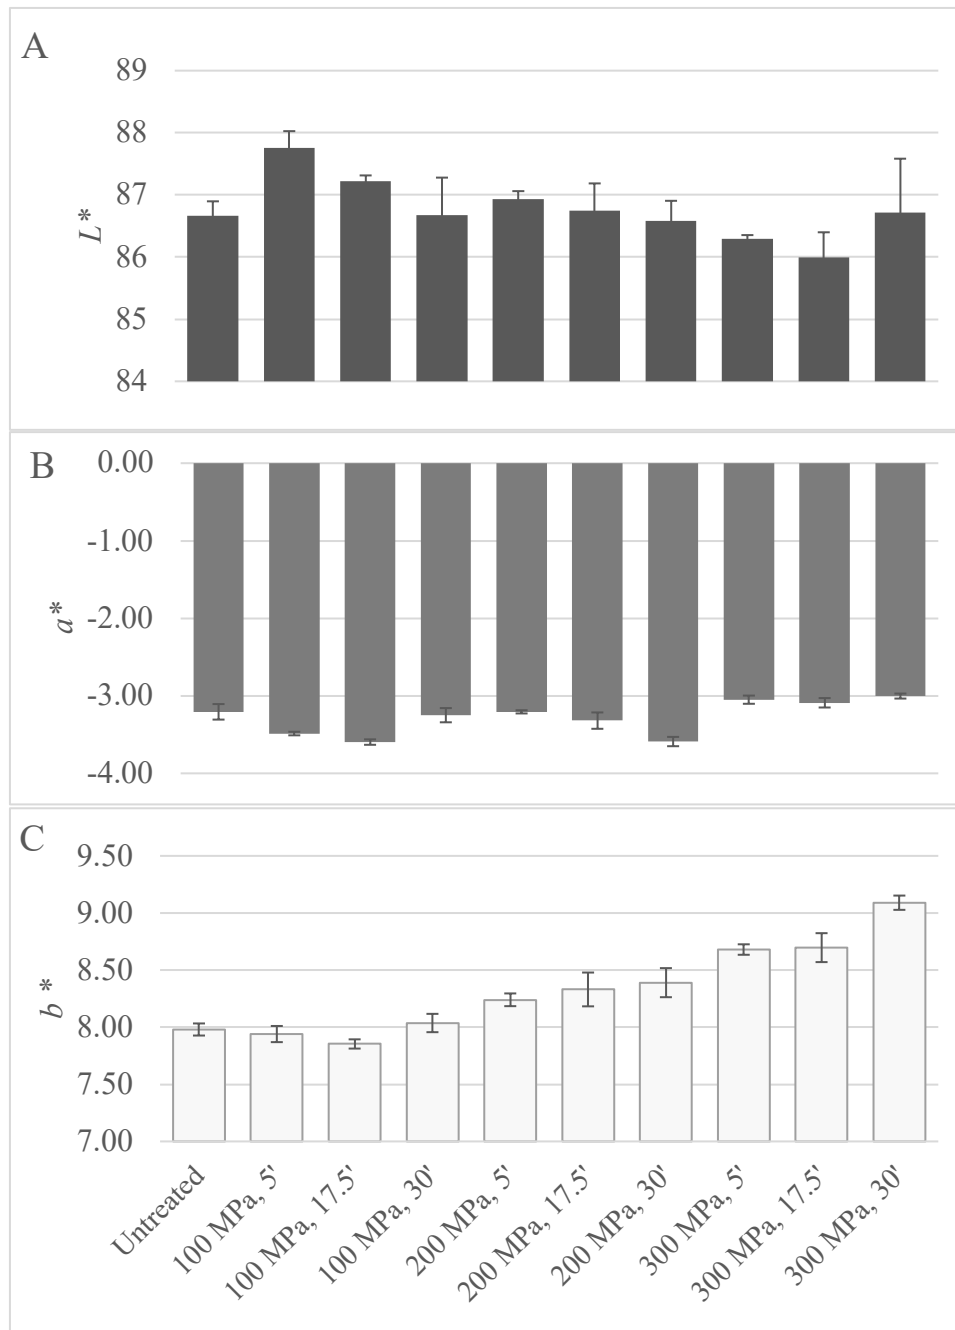 A
89
88
87
86
85
84
L*
B
0.00
-1.00
-2.00
-3.00
-4.00
a*
C
9.50
9.00
8.50
8.00
7.50
7.00
b *
Untreated
100 MPa, 5'
100 MPa, 17.5'
100 MPa, 30'
200 MPa, 5'
200 MPa, 17.5'
200 MPa, 30'
300 MPa, 5'
300 MPa, 17.5'
300 MPa, 30'